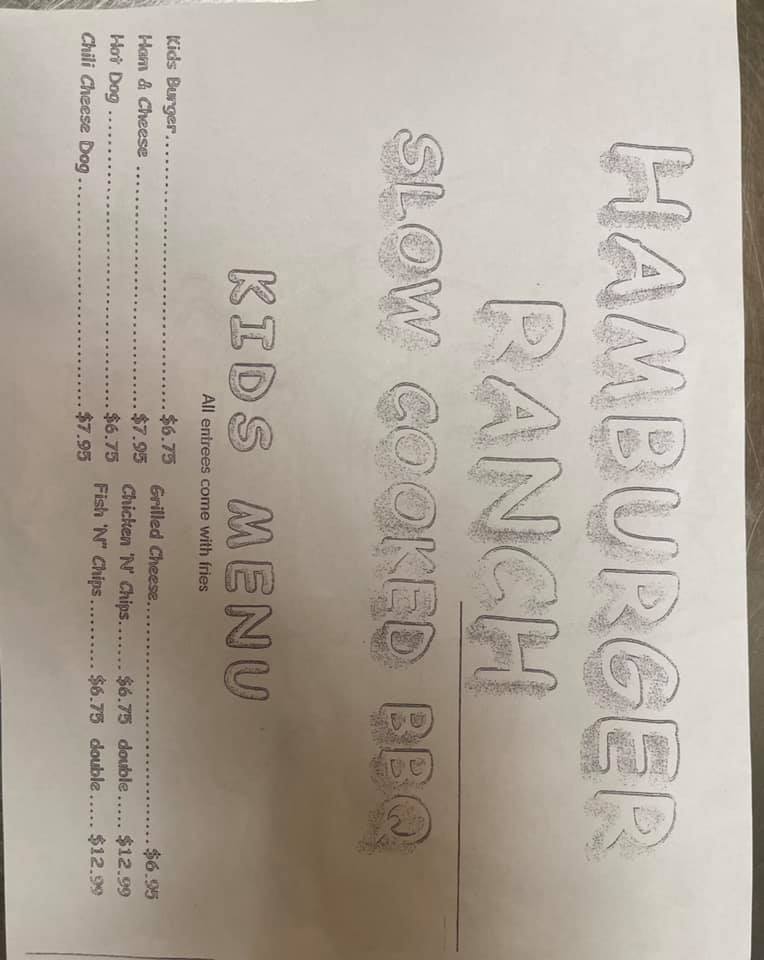 HAMBURGER
RANCH
SLOW COOKED BBQ
KIDS MENU
All entrees come with fries
Kids Burger.......................................$6.75
Ham & Cheese ...................................$7.95
Hot Dog ...........................................$6.75
Chili Cheese Dog ................................$7.95
Grilled Cheese...................................$6.95
Chicken 'N' Chips...... $6.75 double ..... $12.99
Fish 'N" Chips .......... $6.75 double ..... $12.99